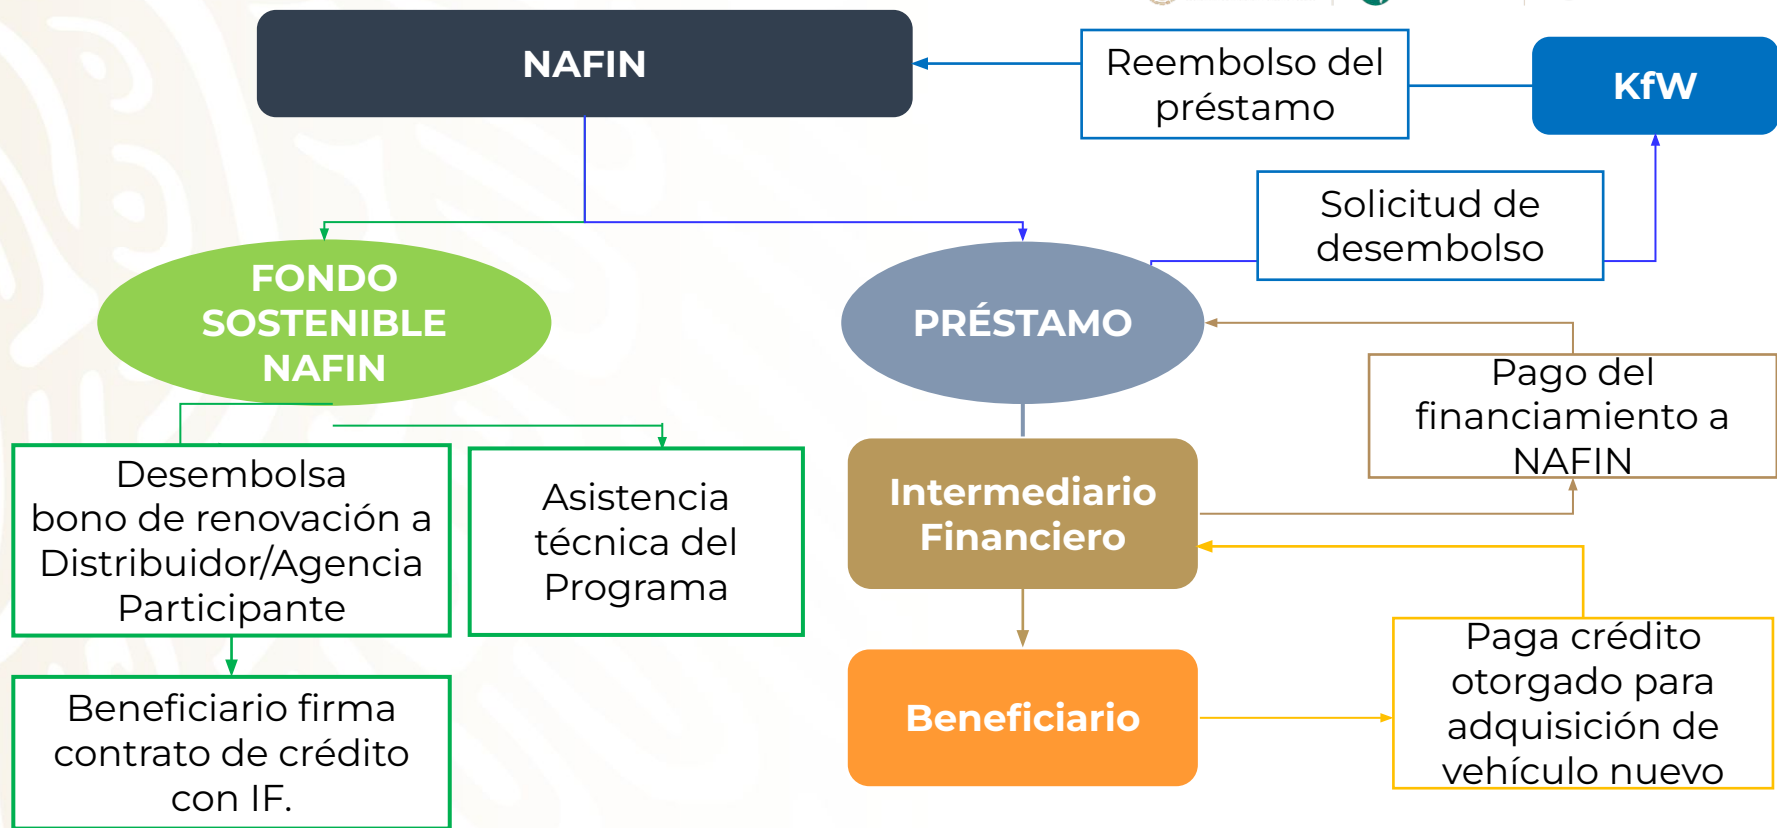 NAFIN
Reembolso del
préstamo
KfW
Solicitud de
desembolso
FONDO
SOSTENIBLE
NAFIN
PRÉSTAMO
Pago del
financiamiento a
NAFIN
Desembolsa
bono de renovación a
Distribuidor/Agencia
Participante
Asistencia
técnica del
Programa
Intermediario
Financiero
Beneficiario firma
contrato de crédito
con IF.
Beneficiario
Paga crédito
otorgado para
adquisición de
vehículo nuevo